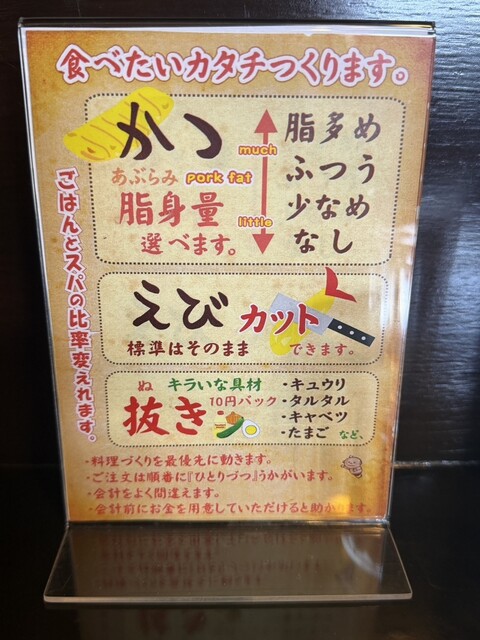 食べたいカタチつくります。
ごはんとスパの比率変えれます。
かつ
あぶらみ pork fat
脂身量
選べます。
much
little
脂多め
ふつう
少なめ
なし
えび カット
標準はそのまま できます。
ぬ キライな具材
抜き 10円バック
・キュウリ
・タルタル
・キャベツ
・たまご など、
・料理づくりを最優先に動きます。
・ご注文は順番に『ひとりづつ』うかがいます。
・会計をよく間違えます。
・会計前にお金を用意していただけると助かります。